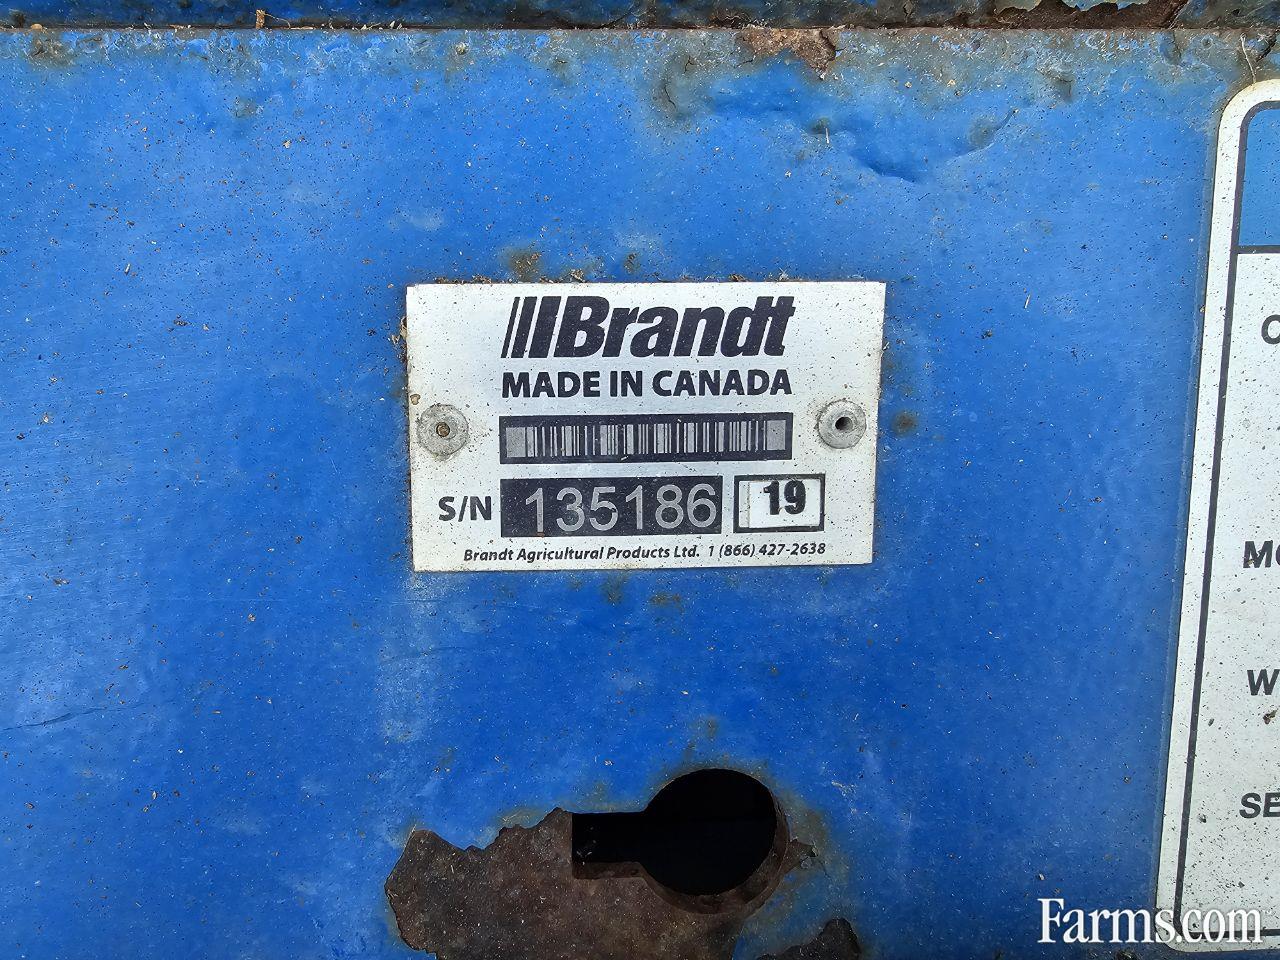 Brandt
MADE IN CANADA
S/N 135186 19
Brandt Agricultural Products Ltd. 1 (866) 427-2638
Farms.com